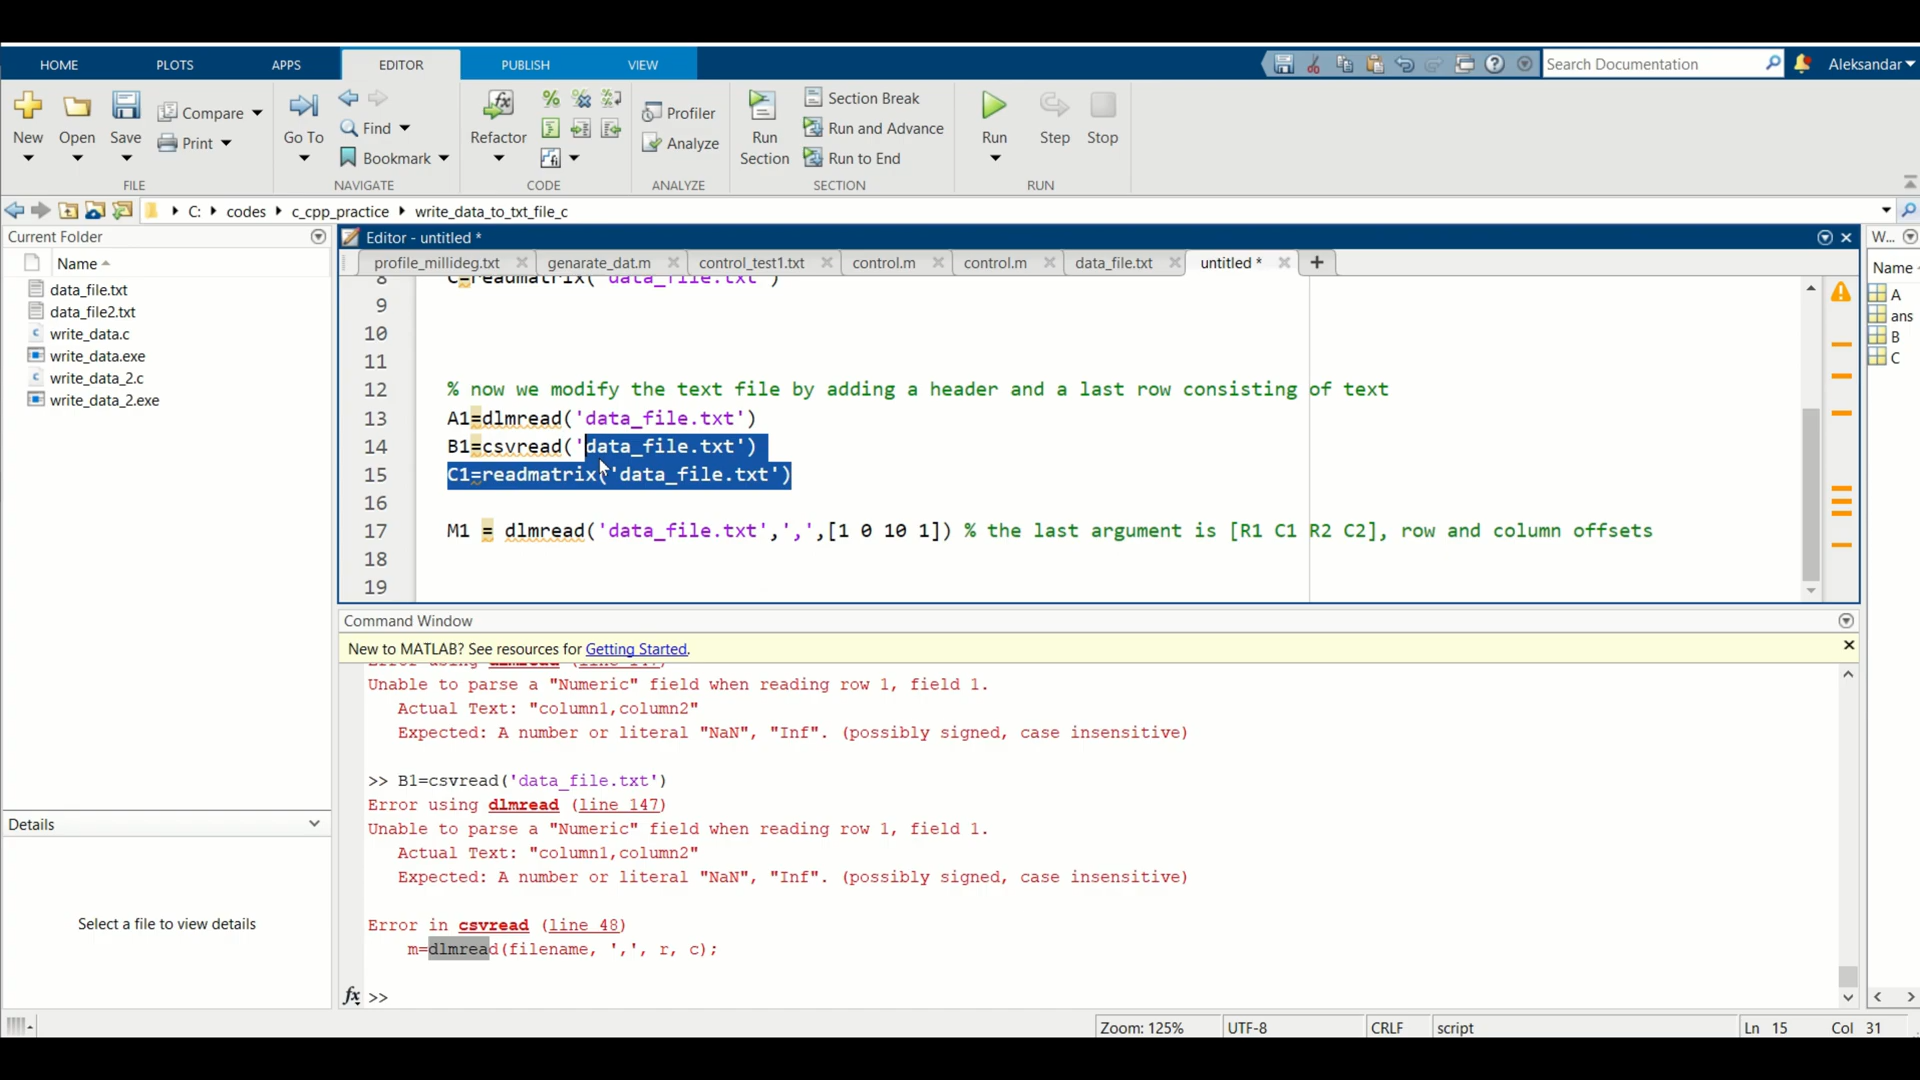 HOME PLOTS APPS EDITOR PUBLISH VIEW Search Documentation Aleksandar
New Open Save Compare Print
Go To Find Bookmark
Refactor
Profiler Analyze
Run Section Section Break Run and Advance Run to End
Run Step Stop
FILE NAVIGATE CODE ANALYZE SECTION RUN
C: codes c_cpp_practice write_data_to_txt_file_c
Current Folder
Name
data_file.txt
data_file2.txt
write_data.c
write_data.exe
write_data_2.c
write_data_2.exe
Details
Select a file to view details
Editor - untitled *
profile_millideg.txt genarate_dat.m control_test1.txt control.m control.m data_file.txt untitled * +
8 C=readmatrix('data_file.txt')
9
10
11
12 % now we modify the text file by adding a header and a last row consisting of text
13 A1=dlmread('data_file.txt')
14 B1=csvread('data_file.txt')
15 C1=readmatrix('data_file.txt')
16
17 M1 = dlmread('data_file.txt',',',[1 0 10 1]) % the last argument is [R1 C1 R2 C2], row and column offsets
18
19
W...
Name
A
ans
B
C
Command Window
New to MATLAB? See resources for Getting Started.
Error using dlmread (line 147)
Unable to parse a "Numeric" field when reading row 1, field 1.
Actual Text: "column1,column2"
Expected: A number or literal "NaN", "Inf". (possibly signed, case insensitive)
>> B1=csvread('data_file.txt')
Error using dlmread (line 147)
Unable to parse a "Numeric" field when reading row 1, field 1.
Actual Text: "column1,column2"
Expected: A number or literal "NaN", "Inf". (possibly signed, case insensitive)
Error in csvread (line 48)
m=dlmread(filename, ',', r, c);
fx >>
Zoom: 125% UTF-8 CRLF script Ln 15 Col 31